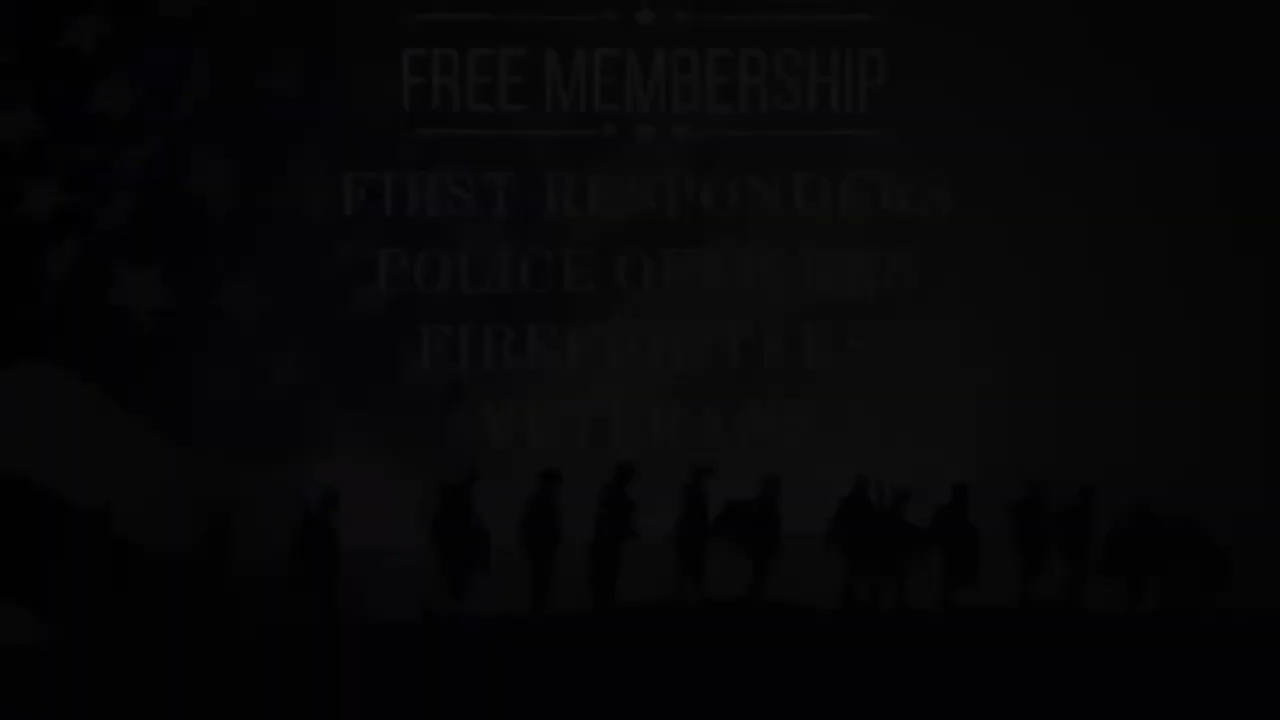 FREE MEMBERSHIP
FIRST RESPONDERS
POLICE OFFICERS
FIREFIGHTERS
VETERANS